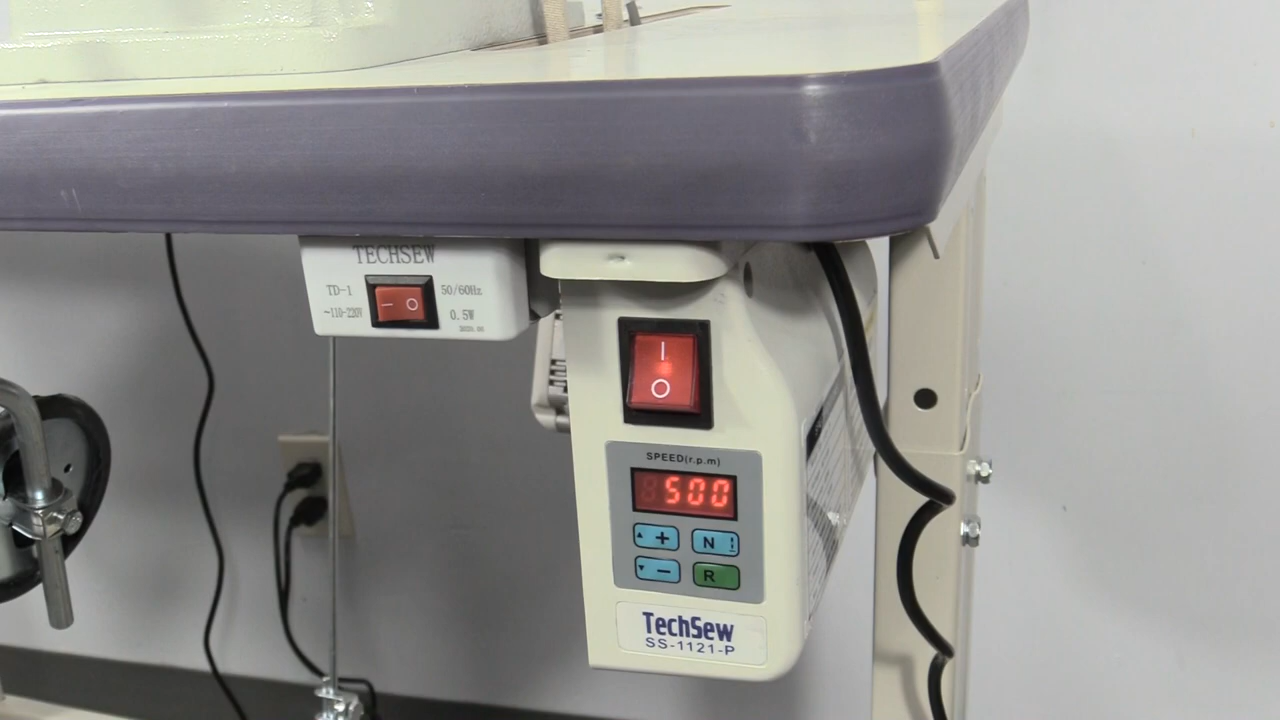 TECHSEW
TD-1
50/60Hz
~110-220V
0.5W
— O
I
O
SPEED(r.p.m)
500
+
N
−
R
TechSew
SS-1121-P